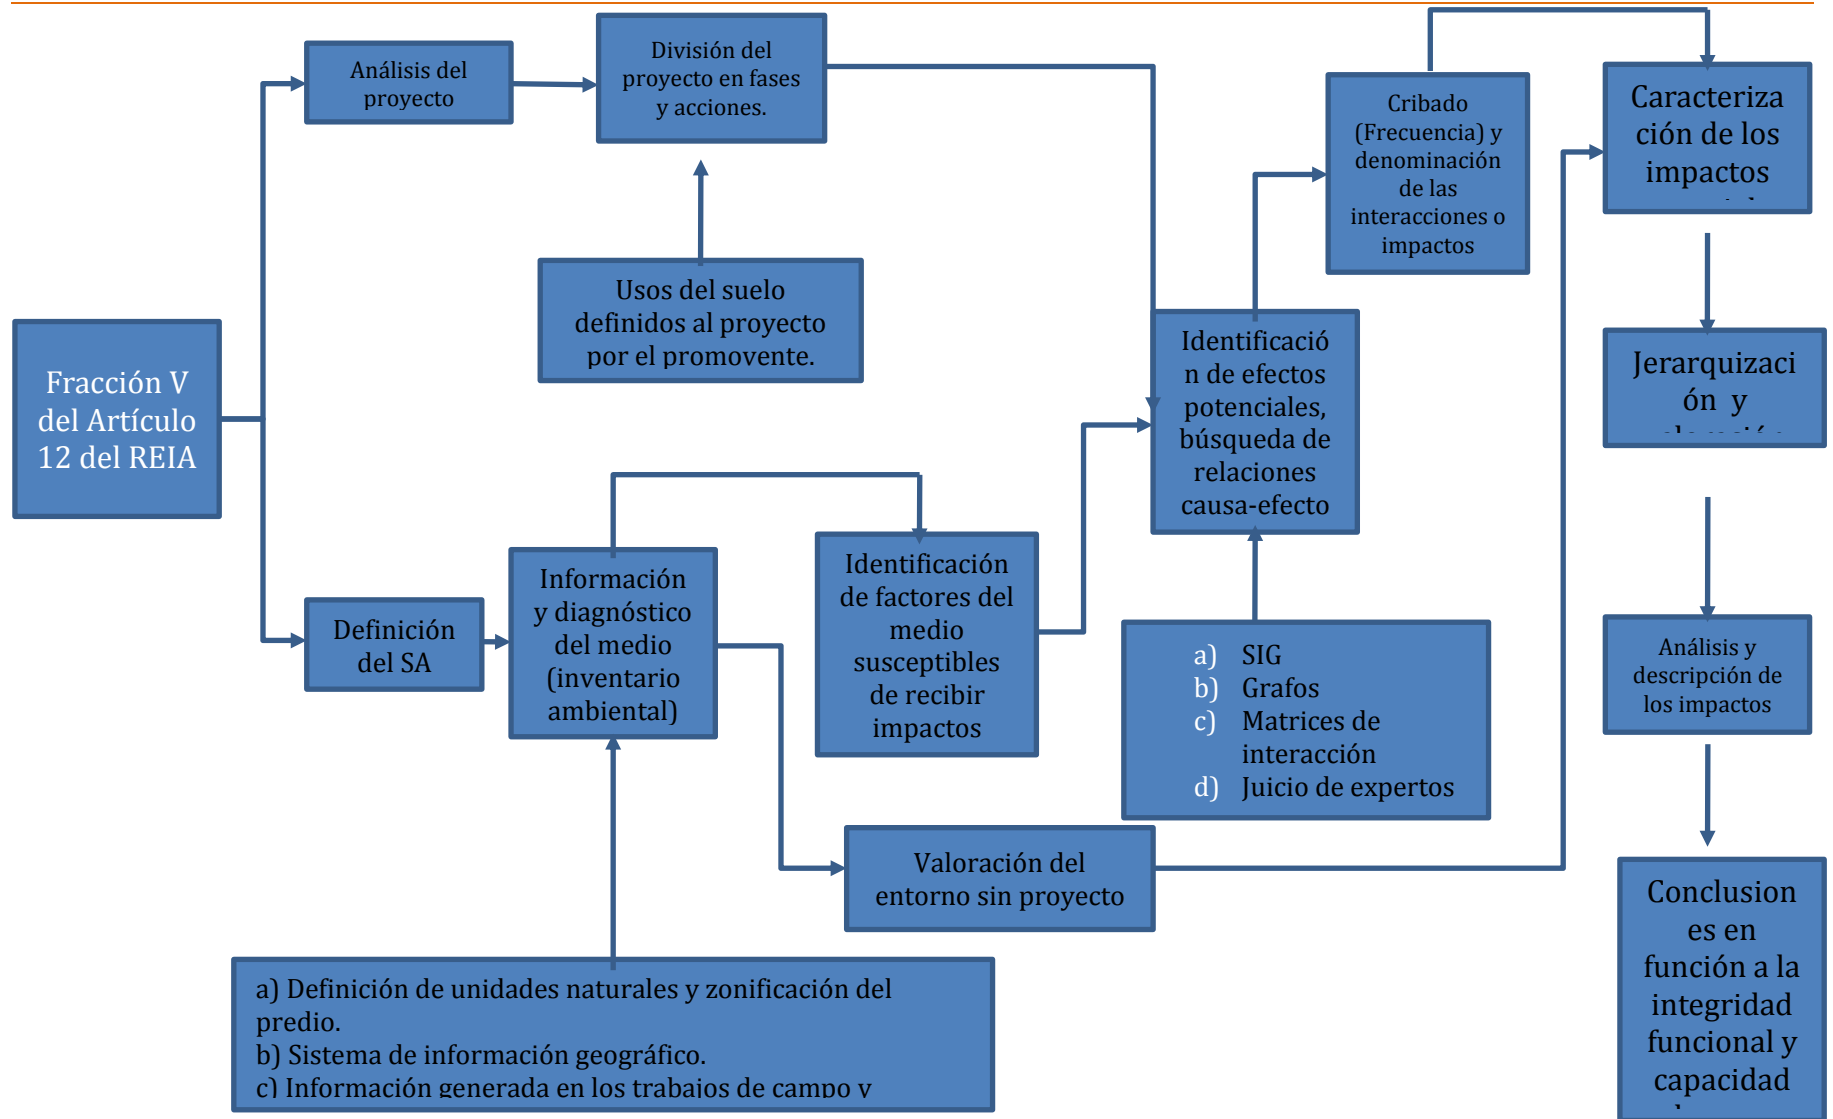 Análisis del
proyecto
División del
proyecto en fases
y acciones.
Cribado
(Frecuencia) y
denominación
de las
interacciones o
impactos
Caracteriza
ción de los
impactos
Usos del suelo
definidos al proyecto
por el promovente.
Fracción V
del Artículo
12 del REIA
Identificació
n de efectos
potenciales,
búsqueda de
relaciones
causa-efecto
Jerarquizaci
ón y
Definición
del SA
Información
y diagnóstico
del medio
(inventario
ambiental)
Identificación
de factores del
medio
susceptibles
de recibir
impactos
a) SIG
b) Grafos
c) Matrices de
interacción
d) Juicio de expertos
Análisis y
descripción de
los impactos
Valoración del
entorno sin proyecto
Conclusion
es en
función a la
integridad
funcional y
capacidad
a) Definición de unidades naturales y zonificación del
predio.
b) Sistema de información geográfico.
c) Información generada en los trabajos de campo y